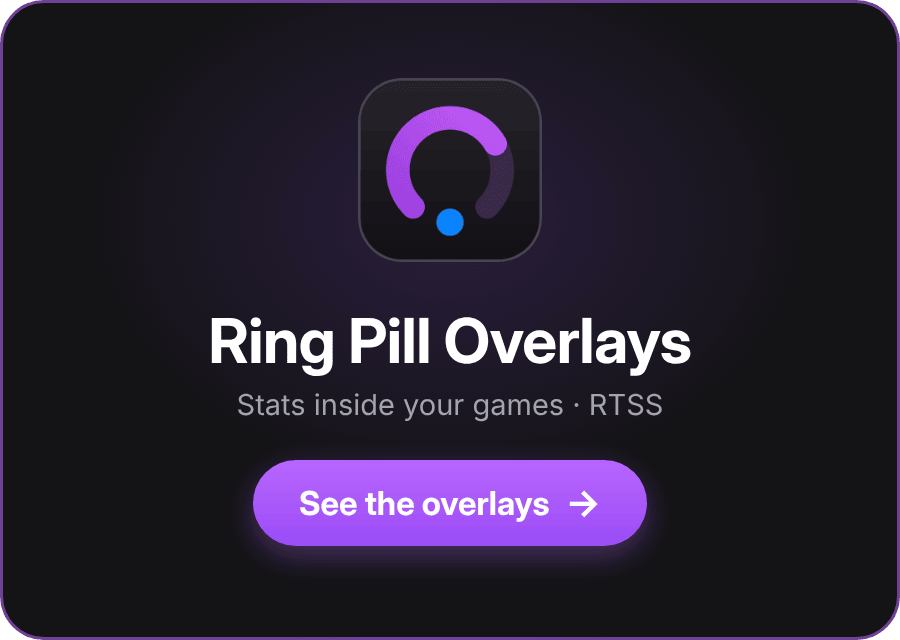 Ring Pill Overlays
Stats inside your games · RTSS
See the overlays →